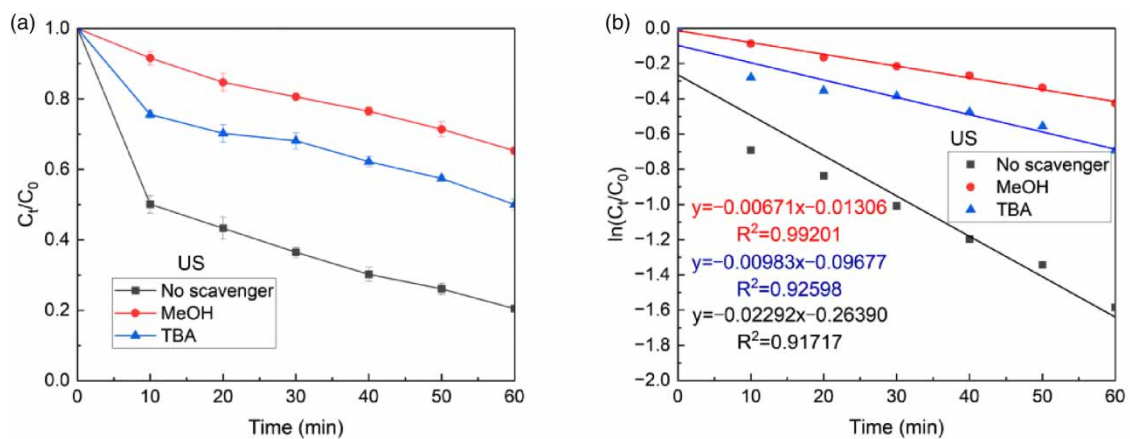 (a)
1.0
0.8
0.6
0.4
0.2
0.0
Ct/C0
US
No scavenger
MeOH
TBA
0
10
20
30
40
50
60
Time (min)
(b)
0.0
−0.2
−0.4
−0.6
−0.8
−1.0
−1.2
−1.4
−1.6
−1.8
−2.0
ln(Ct/C0)
US
No scavenger
MeOH
TBA
y=−0.00671x−0.01306
R²=0.99201
y=−0.00983x−0.09677
R²=0.92598
y=−0.02292x−0.26390
R²=0.91717
0
10
20
30
40
50
60
Time (min)